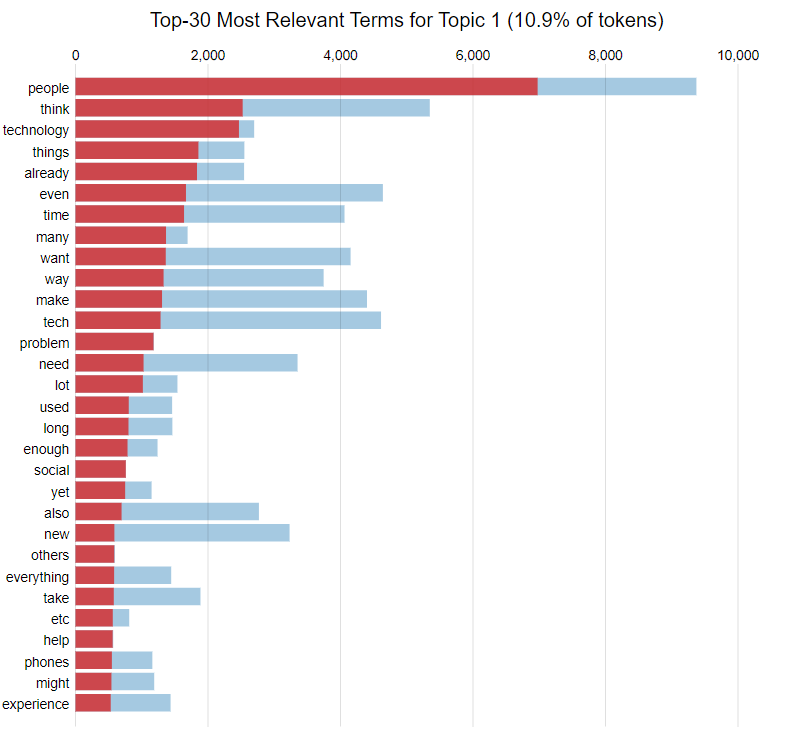 Top-30 Most Relevant Terms for Topic 1 (10.9% of tokens)
0 2,000 4,000 6,000 8,000 10,000
people
think
technology
things
already
even
time
many
want
way
make
tech
problem
need
lot
used
long
enough
social
yet
also
new
others
everything
take
etc
help
phones
might
experience